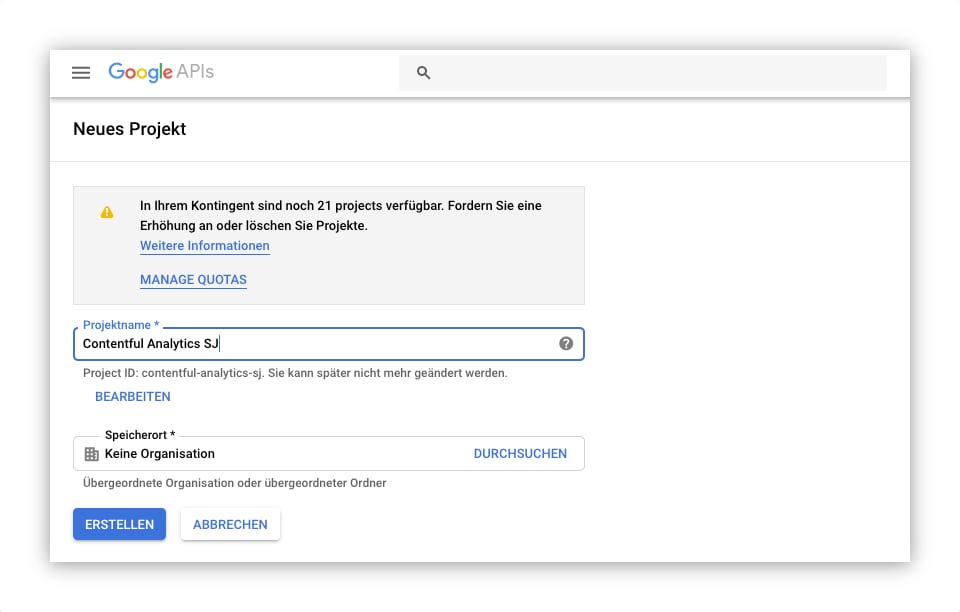 Google APIs
Neues Projekt
In Ihrem Kontingent sind noch 21 projects verfügbar. Fordern Sie eine
Erhöhung an oder löschen Sie Projekte.
Weitere Informationen
MANAGE QUOTAS
Projektname *
Contentful Analytics SJ
Project ID: contentful-analytics-sj. Sie kann später nicht mehr geändert werden.
BEARBEITEN
Speicherort *
Keine Organisation DURCHSUCHEN
Übergeordnete Organisation oder übergeordneter Ordner
ERSTELLEN ABBRECHEN